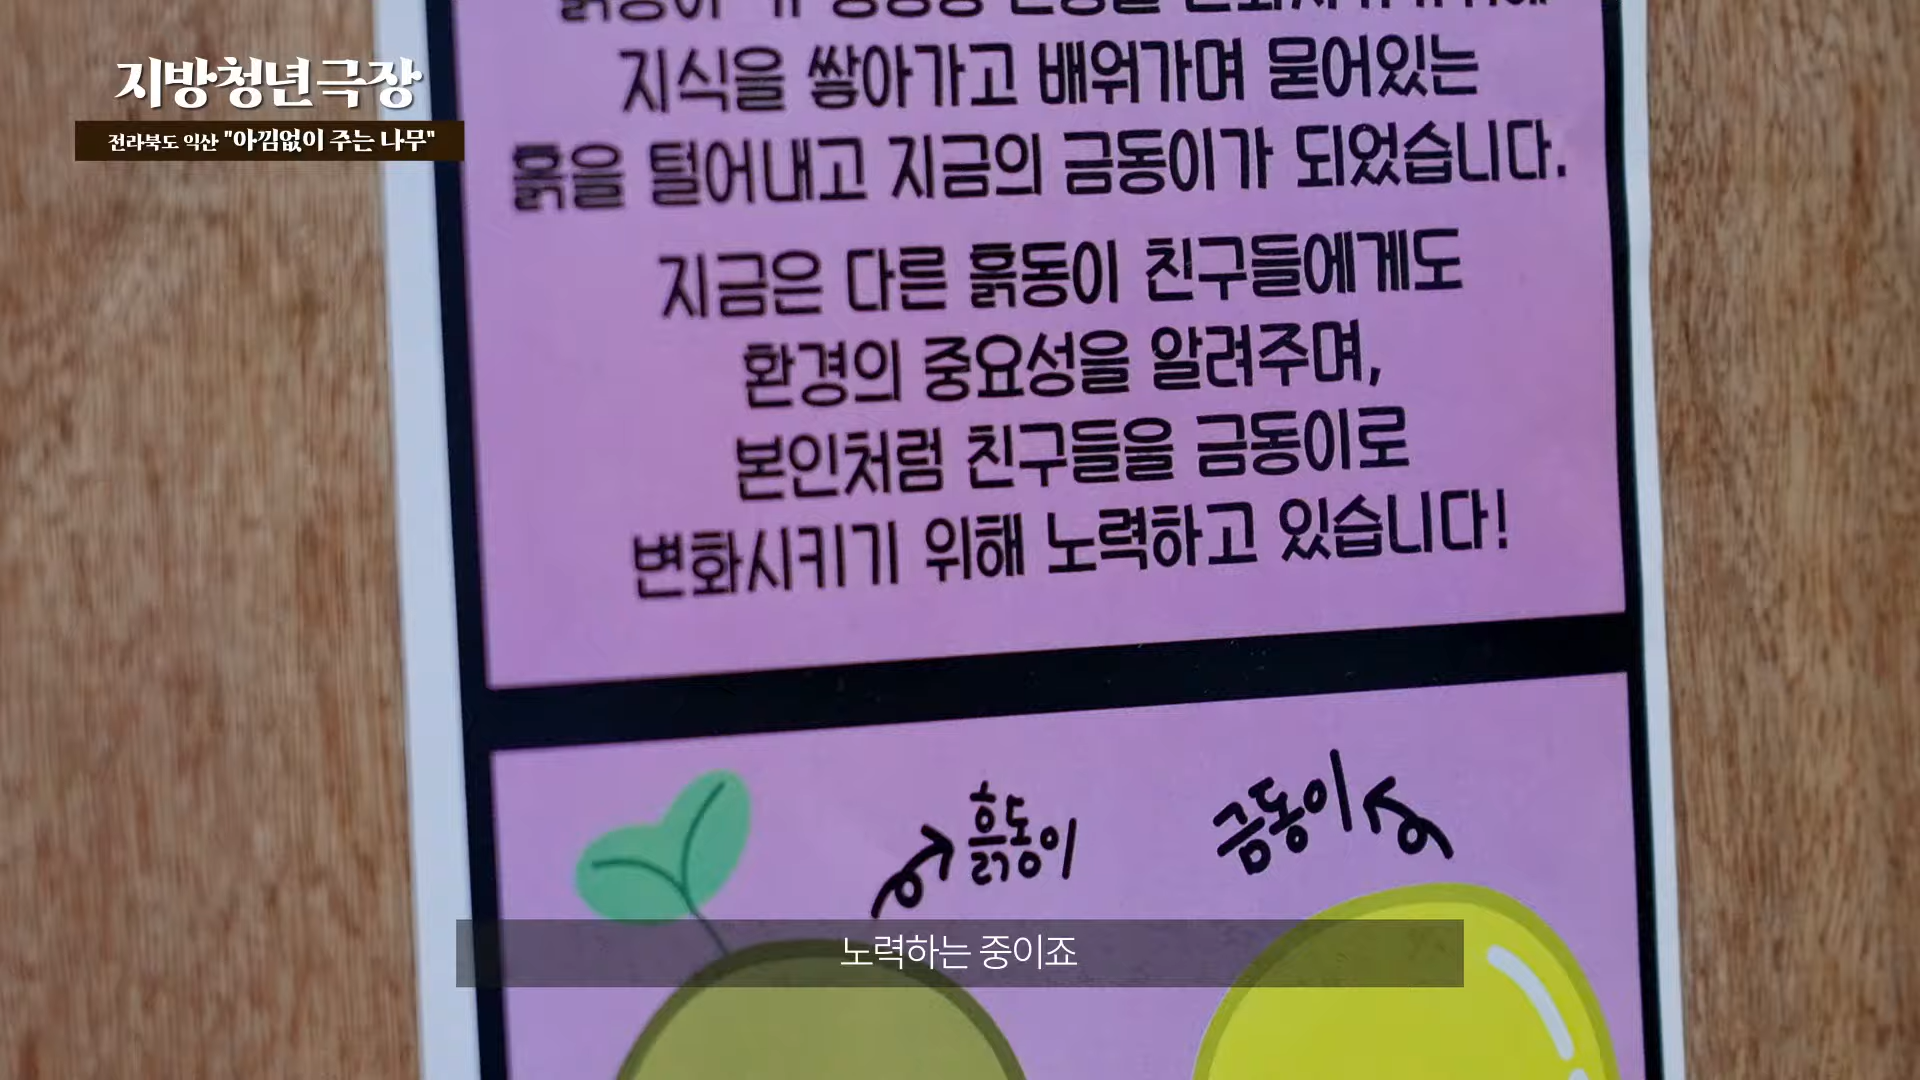 지방청년극장
전라북도 익산 "아낌없이 주는 나무"
지식을 쌓아가고 배워가며 묻어있는
흙을 털어내고 지금의 금동이가 되었습니다.
지금은 다른 흙동이 친구들에게도
환경의 중요성을 알려주며,
본인처럼 친구들을 금동이로
변화시키기 위해 노력하고 있습니다!
흙동이
금동이
노력하는 중이죠